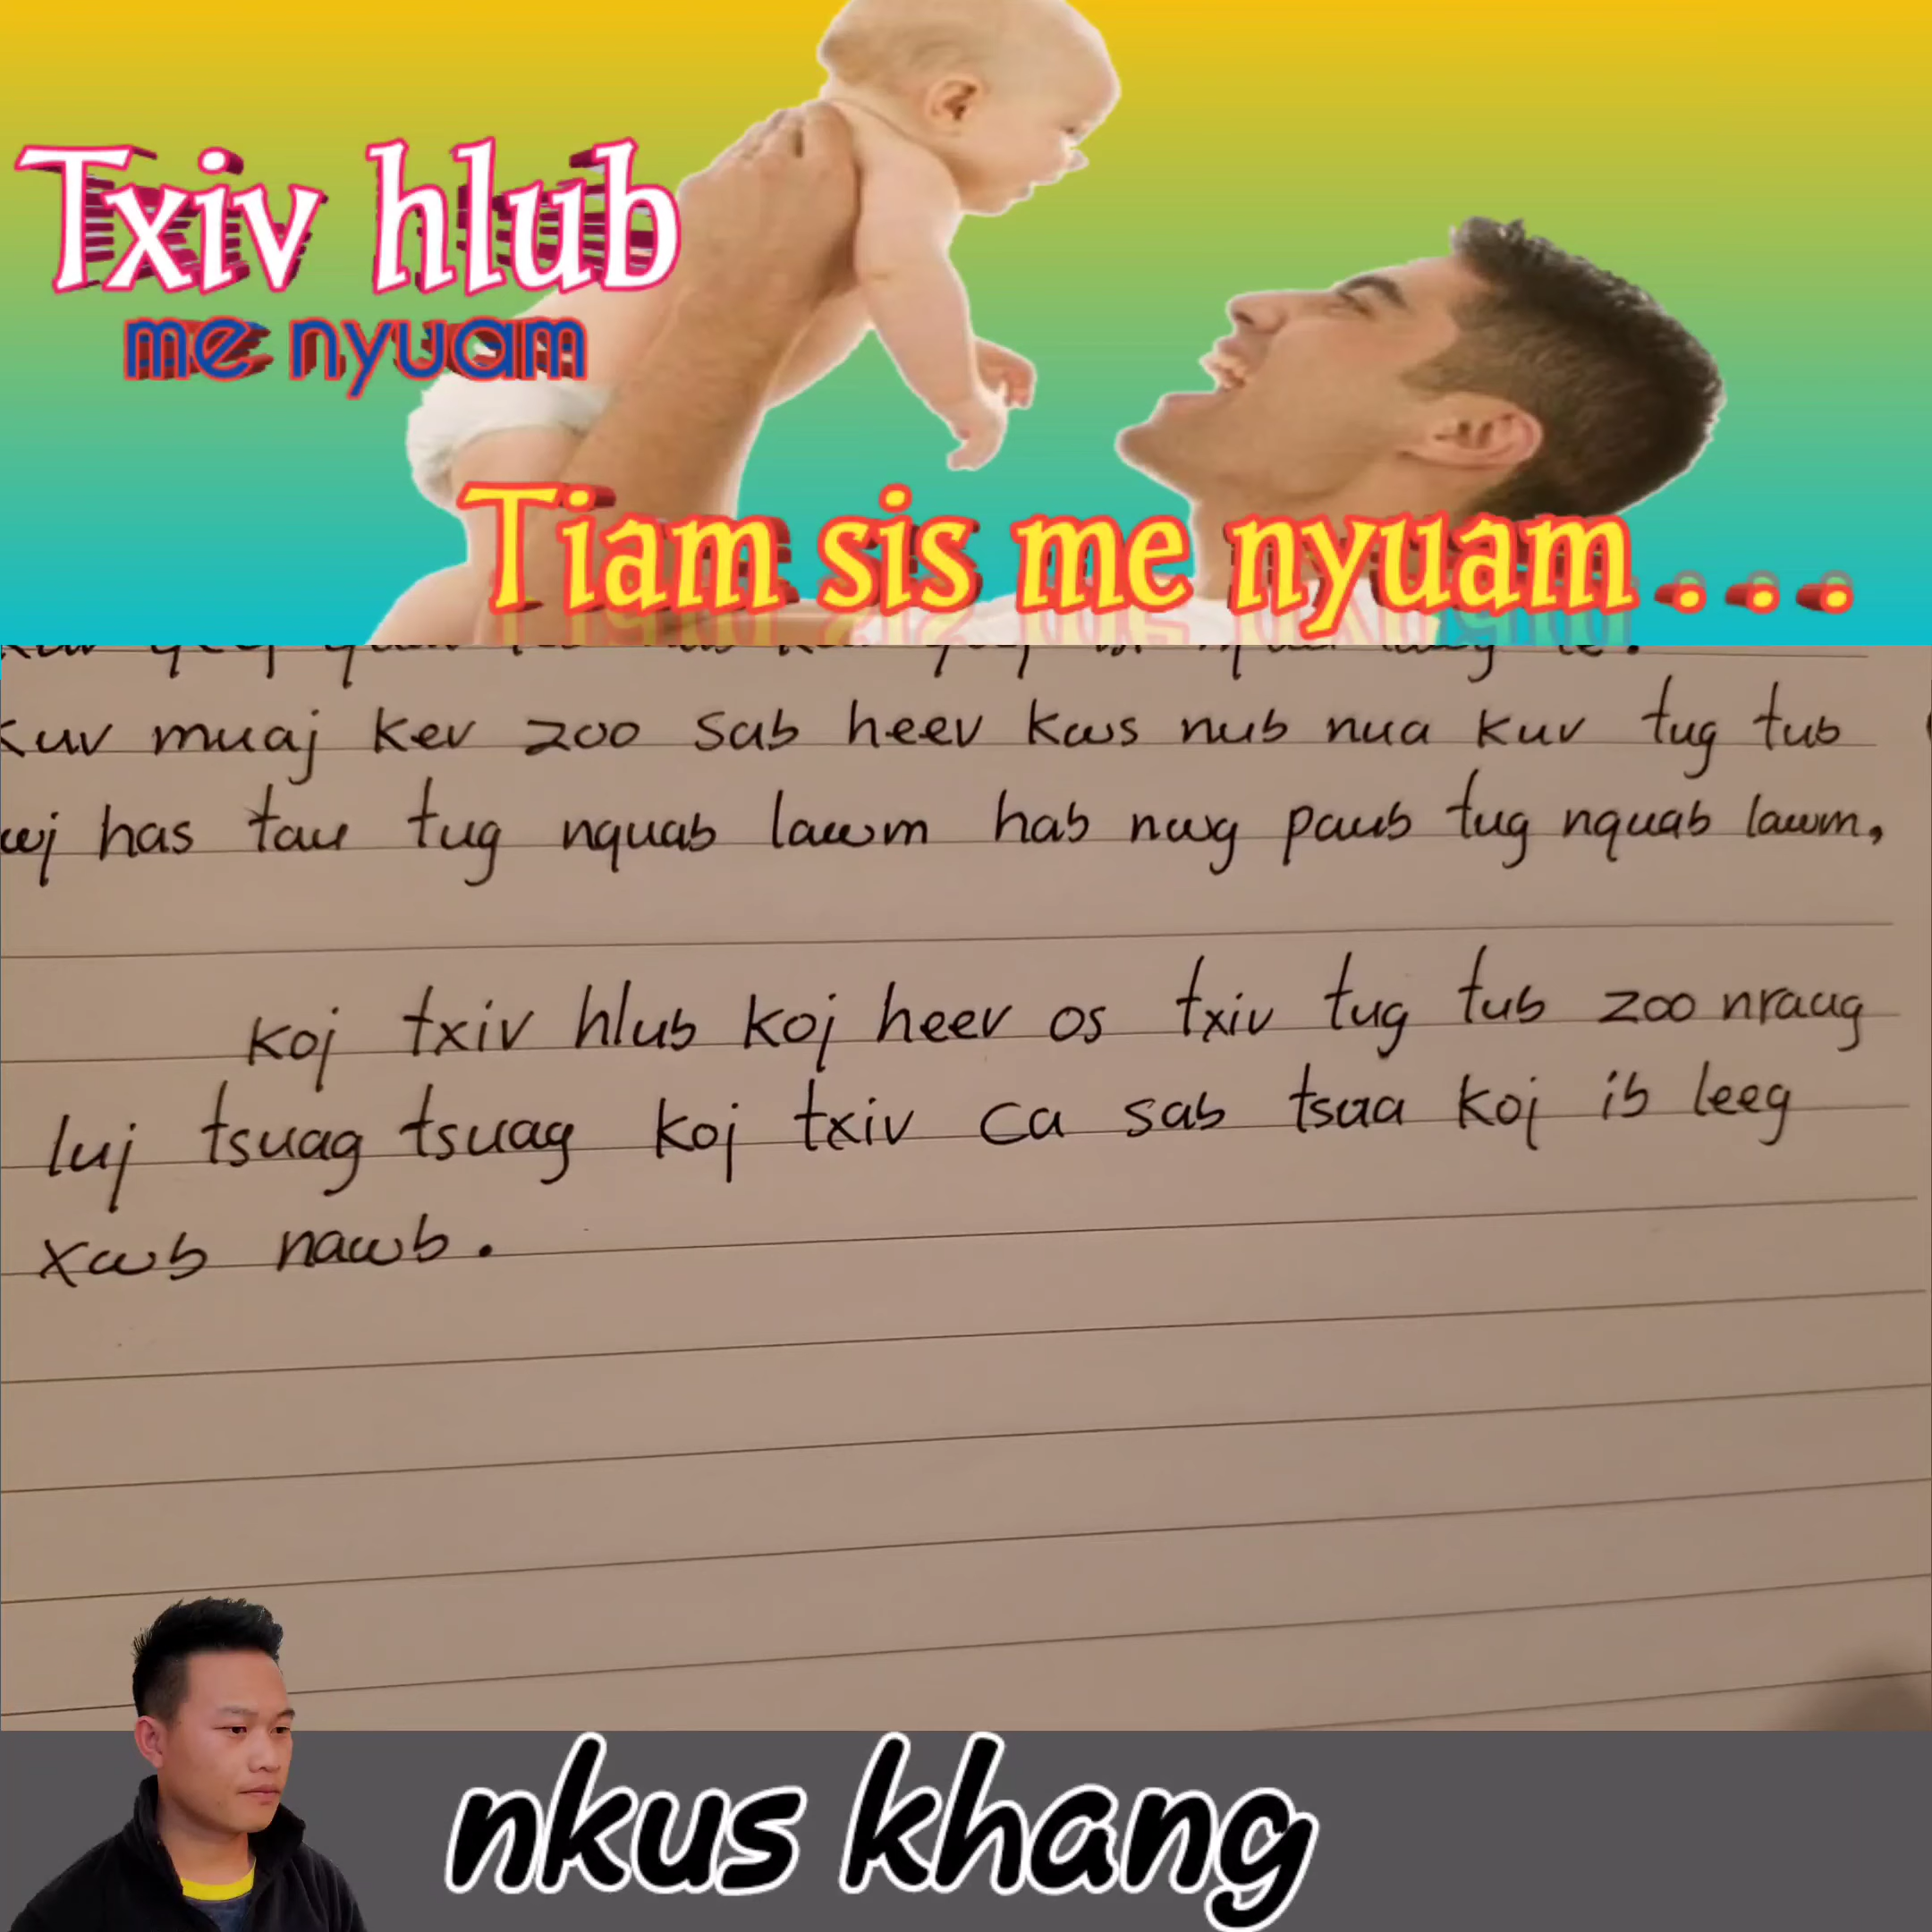 Txiv hlub
me nyuam
Tiam sis me nyuam...
kuv muaj kev zoo sab heev kws nub nua kuv tug tub
has tau tug nquab lawm hab nwg paub tug nquab lawm,
koj txiv hlub koj heev os txiv tug tub zoo nraug
luj tsuag tsuag koj txiv ca sab tsaa koj ib leeg
xwb nawb.
nkus khang